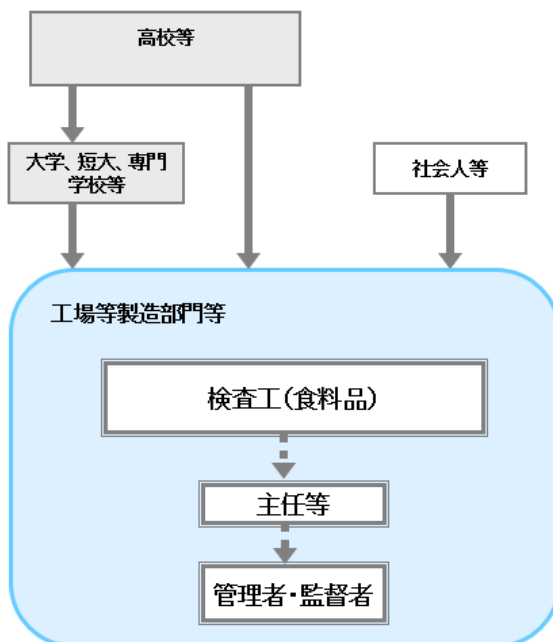 高校等
大学、短大、専門
学校等
社会人等
工場等製造部門等
検査工(食料品)
主任等
管理者・監督者